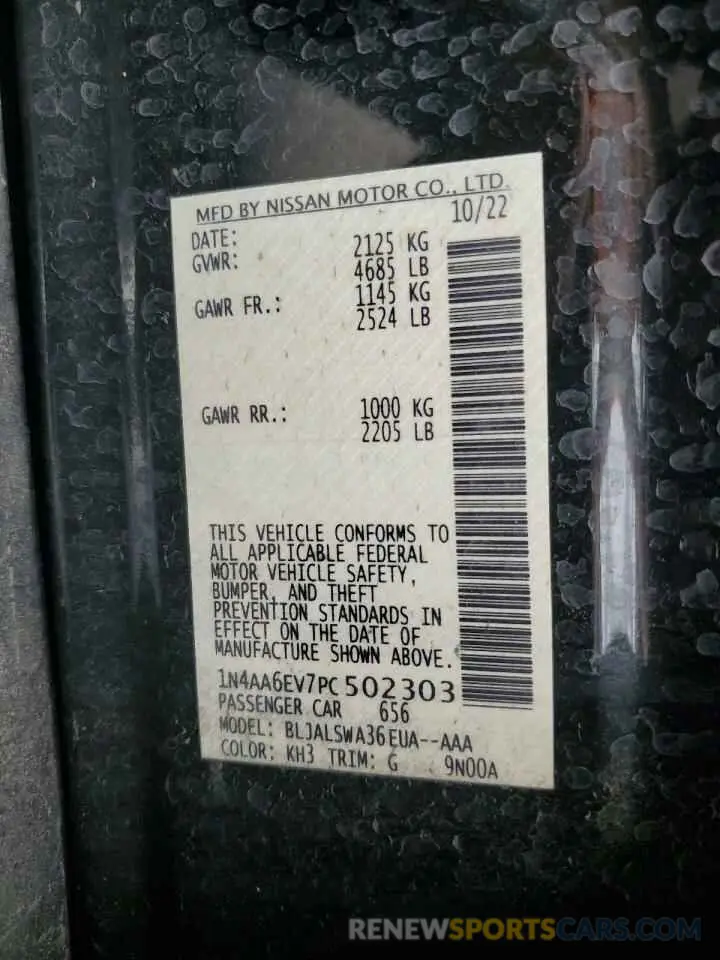 MFD BY NISSAN MOTOR CO., LTD.
DATE: 10/22
GVWR: 2125 KG
4685 LB
GAWR FR.: 1145 KG
2524 LB
GAWR RR.: 1000 KG
2205 LB
THIS VEHICLE CONFORMS TO
ALL APPLICABLE FEDERAL
MOTOR VEHICLE SAFETY,
BUMPER, AND THEFT
PREVENTION STANDARDS IN
EFFECT ON THE DATE OF
MANUFACTURE SHOWN ABOVE.
1N4AA6EV7PC502303
PASSENGER CAR 656
MODEL: BLJALSWA36EUA--AAA
COLOR: KH3 TRIM: G 9N00A
RENEWSPORTSCARS.COM